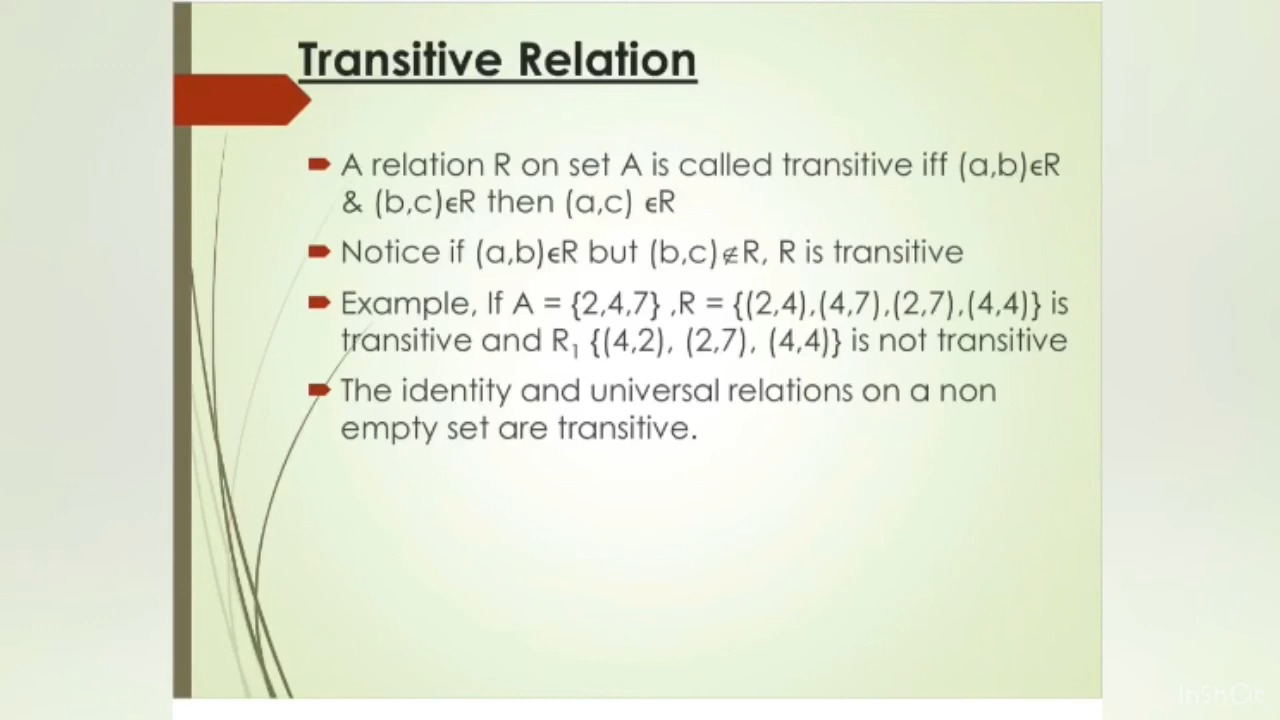 Transitive Relation
A relation R on set A is called transitive iff (a,b)ϵR
& (b,c)ϵR then (a,c) ϵR
Notice if (a,b)ϵR but (b,c)∉R, R is transitive
Example, If A = {2,4,7} ,R = {(2,4),(4,7),(2,7),(4,4)} is
transitive and R₁ {(4,2), (2,7), (4,4)} is not transitive
The identity and universal relations on a non
empty set are transitive.
InShOt